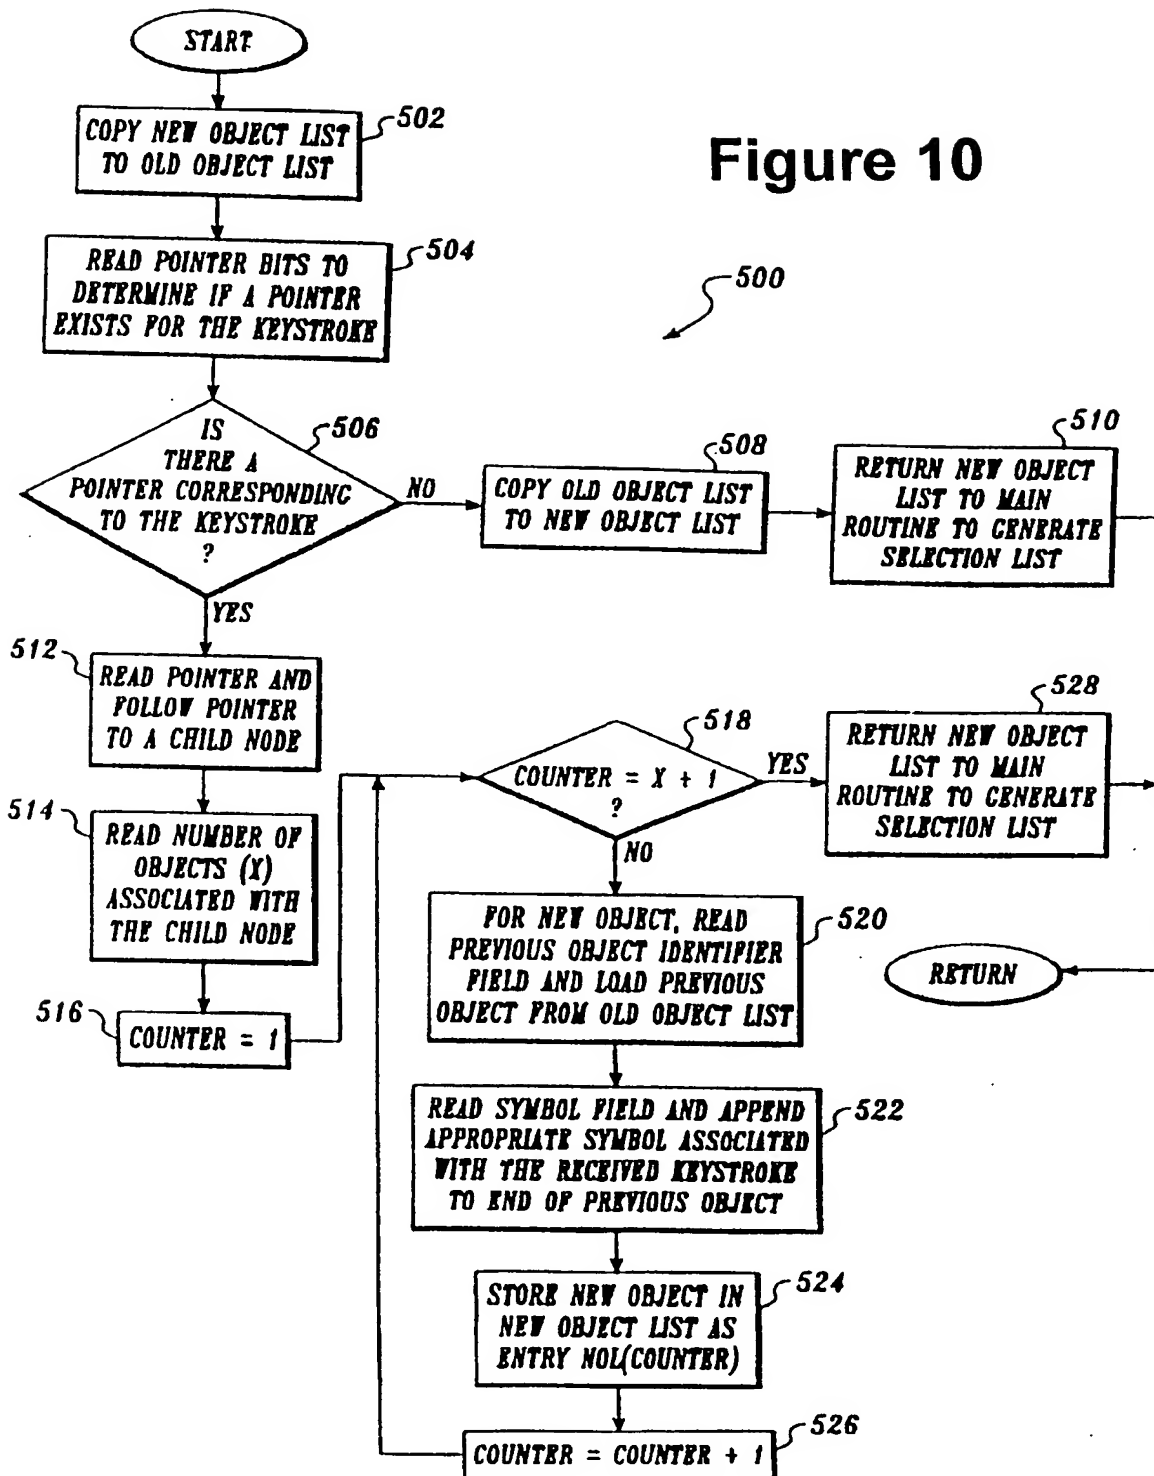 START
502
COPY NEW OBJECT LIST
TO OLD OBJECT LIST
Figure 10
504
READ POINTER BITS TO
DETERMINE IF A POINTER
EXISTS FOR THE KEYSTROKE
500
506
IS
THERE A
POINTER CORRESPONDING
TO THE KEYSTROKE
?
NO
508
COPY OLD OBJECT LIST
TO NEW OBJECT LIST
510
RETURN NEW OBJECT
LIST TO MAIN
ROUTINE TO GENERATE
SELECTION LIST
YES
512
READ POINTER AND
FOLLOW POINTER
TO A CHILD NODE
514
READ NUMBER OF
OBJECTS (X)
ASSOCIATED WITH
THE CHILD NODE
516
COUNTER = 1
518
COUNTER = X + 1
?
YES
528
RETURN NEW OBJECT
LIST TO MAIN
ROUTINE TO GENERATE
SELECTION LIST
NO
520
FOR NEW OBJECT, READ
PREVIOUS OBJECT IDENTIFIER
FIELD AND LOAD PREVIOUS
OBJECT FROM OLD OBJECT LIST
RETURN
522
READ SYMBOL FIELD AND APPEND
APPROPRIATE SYMBOL ASSOCIATED
WITH THE RECEIVED KEYSTROKE
TO END OF PREVIOUS OBJECT
524
STORE NEW OBJECT IN
NEW OBJECT LIST AS
ENTRY NOL(COUNTER)
526
COUNTER = COUNTER + 1